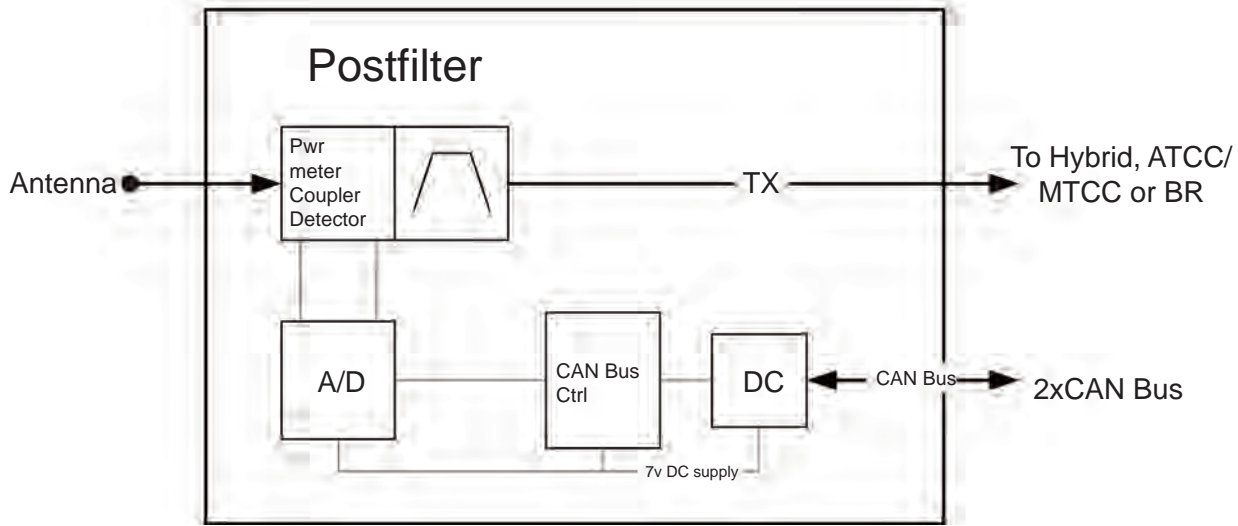 Postfilter
Pwr
meter
Coupler
Detector
Antenna
TX
To Hybrid, ATCC/
MTCC or BR
A/D
CAN Bus
Ctrl
DC
CAN Bus
2xCAN Bus
7v DC supply